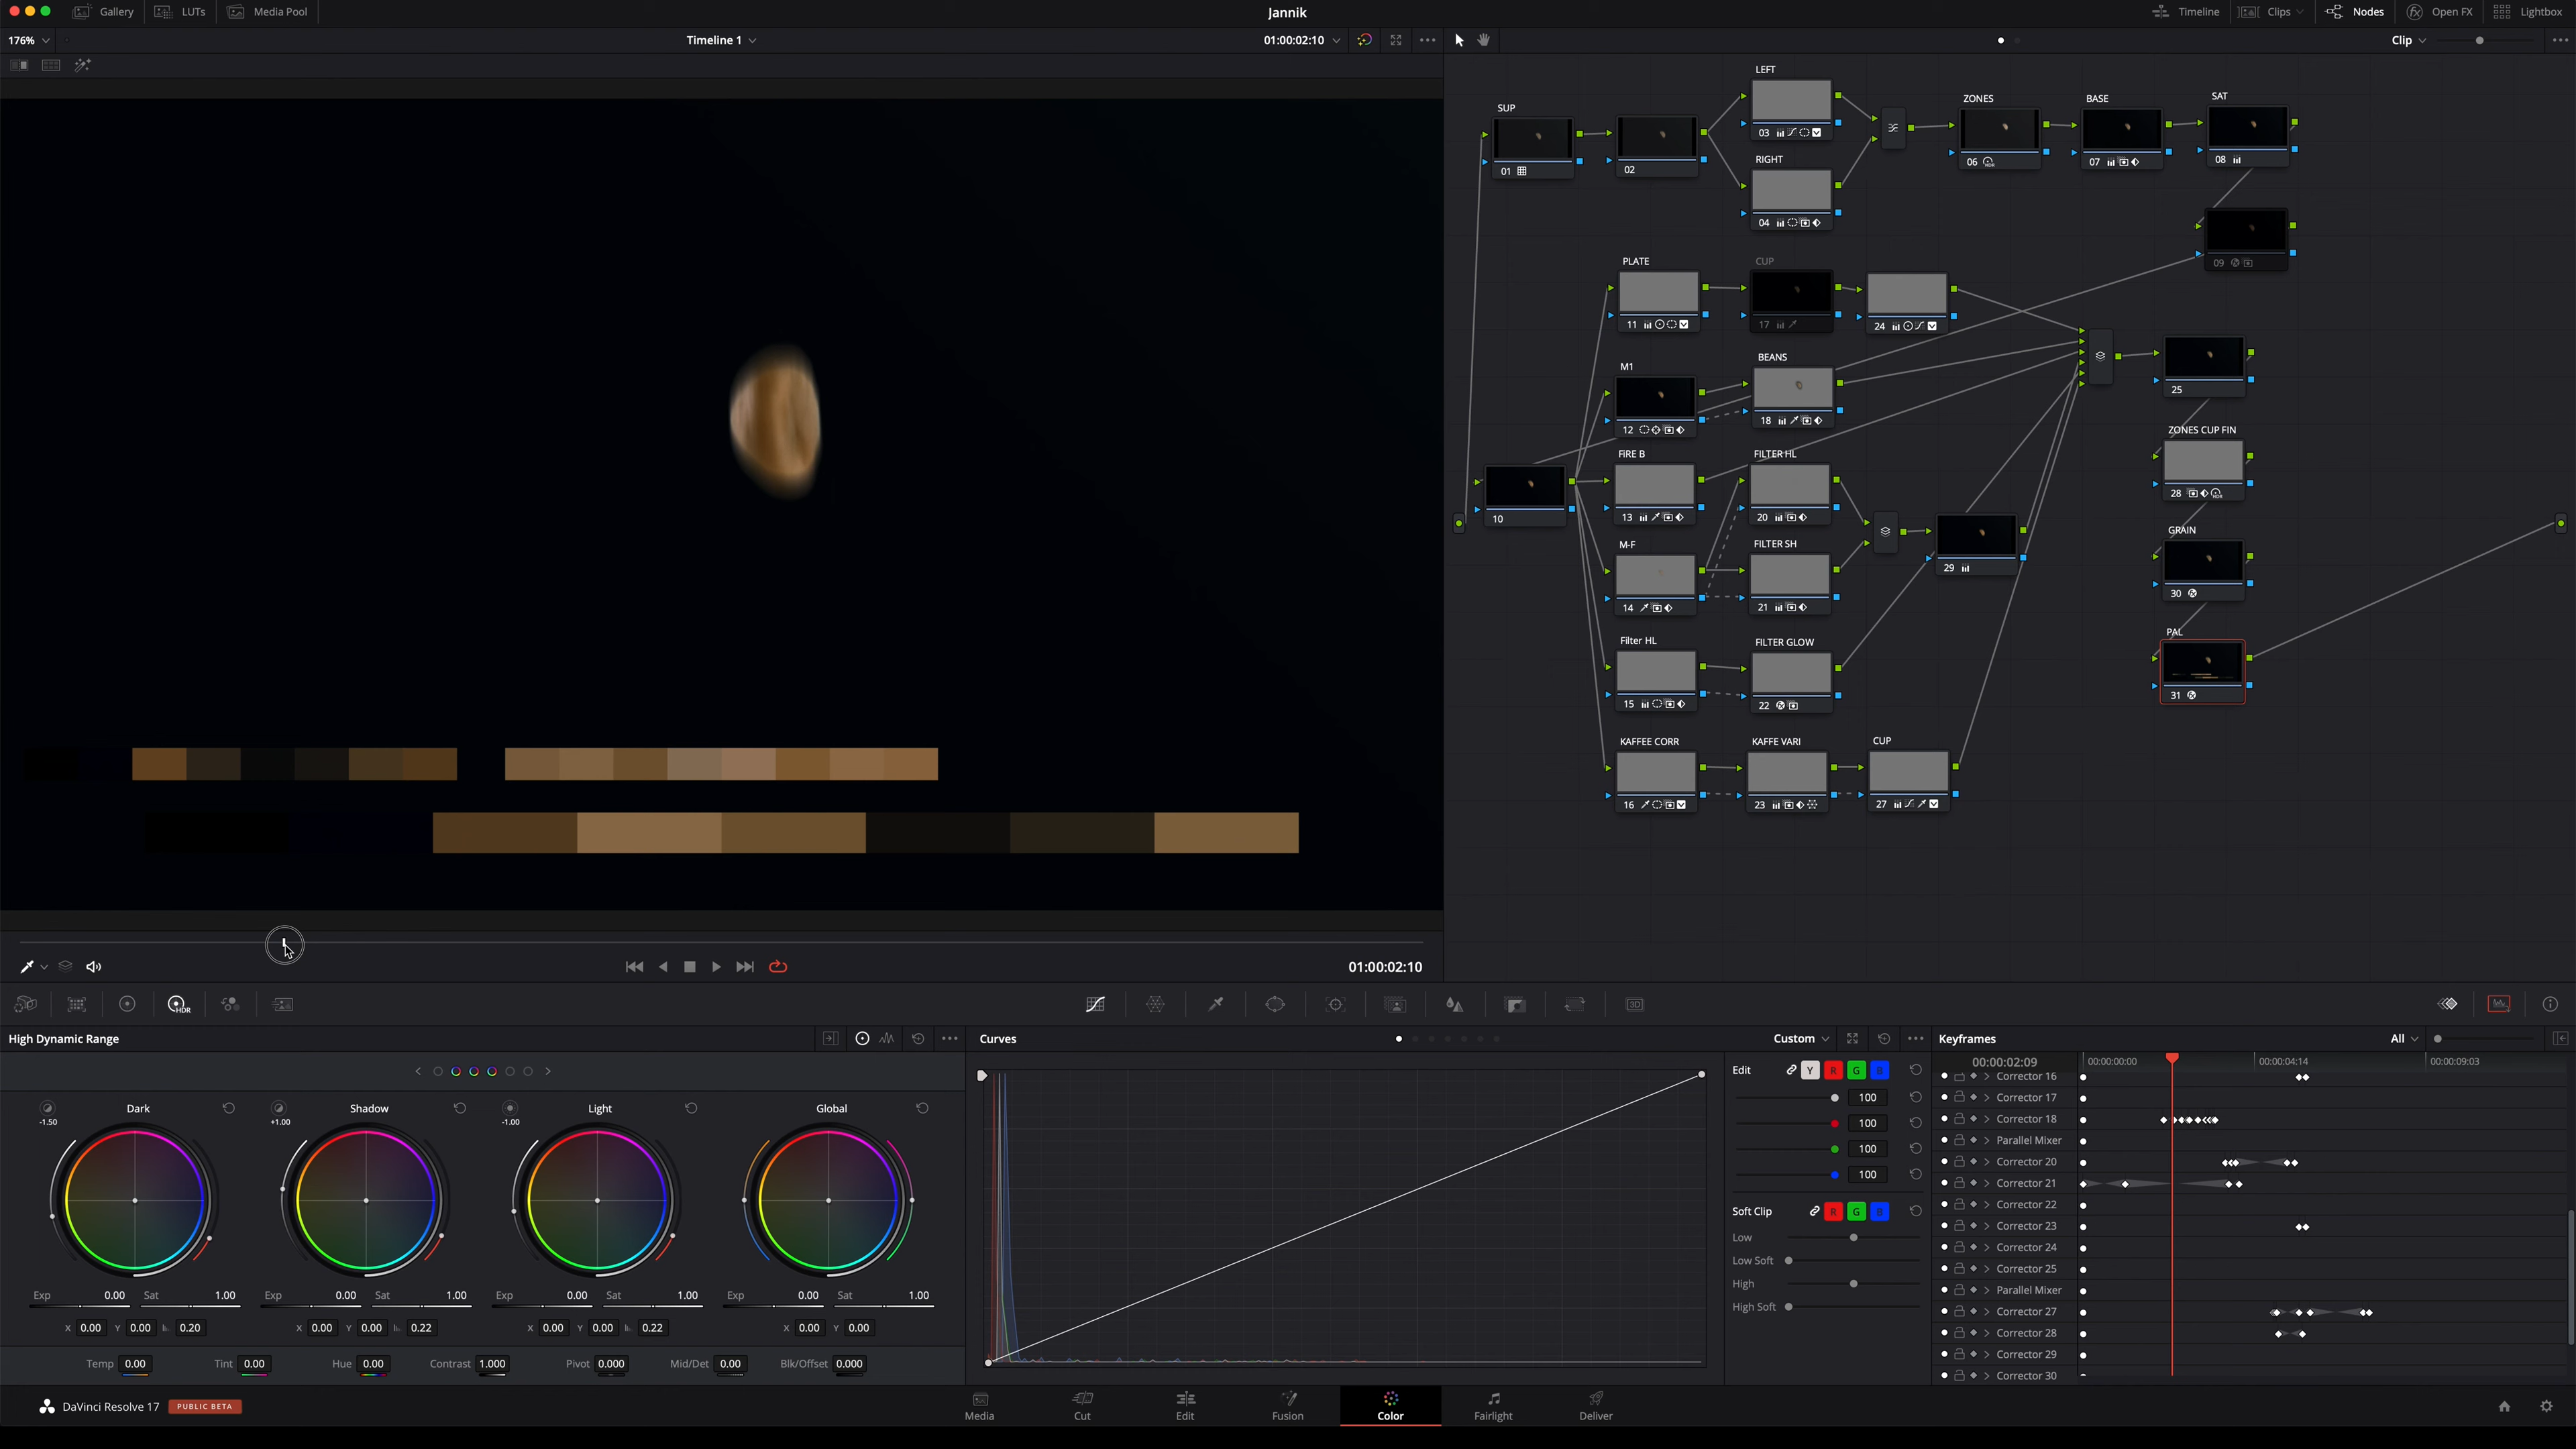 Gallery LUTs Media Pool Jannik Timeline Clips Nodes Open FX Lightbox
176% Timeline 1 01:00:02:10 Clip
SUP LEFT ZONES BASE SAT
01 02 03 06 07 08
RIGHT
04
09
PLATE CUP
11 17 24
M1 BEANS
12 18
25
FIRE B FILTER HL ZONES CUP FIN
10 13 20 28
M-F FILTER SH GRAIN
14 21 29 30
Filter HL FILTER GLOW PAL
15 22 31
KAFFEE CORR KAFFE VARI CUP
16 23 27
01:00:02:10
HDR
High Dynamic Range Curves Custom Keyframes All
00:00:02:09 00:00:00:00 00:00:04:14 00:00:09:03
Dark Shadow Light Global
-1.50 +1.00 -1.00
Exp 0.00 Sat 1.00 Exp 0.00 Sat 1.00 Exp 0.00 Sat 1.00 Exp 0.00 Sat 1.00
X 0.00 Y 0.00 0.20 X 0.00 Y 0.00 0.22 X 0.00 Y 0.00 0.22 X 0.00 Y 0.00
Temp 0.00 Tint 0.00 Hue 0.00 Contrast 1.000 Pivot 0.000 Mid/Det 0.00 Blk/Offset 0.000
Edit Y R G B
100
100
100
100
Soft Clip R G B
Low
Low Soft
High
High Soft
Corrector 16
Corrector 17
Corrector 18
Parallel Mixer
Corrector 20
Corrector 21
Corrector 22
Corrector 23
Corrector 24
Corrector 25
Parallel Mixer
Corrector 27
Corrector 28
Corrector 29
Corrector 30
DaVinci Resolve 17 PUBLIC BETA
Media Cut Edit Fusion Color Fairlight Deliver
3D